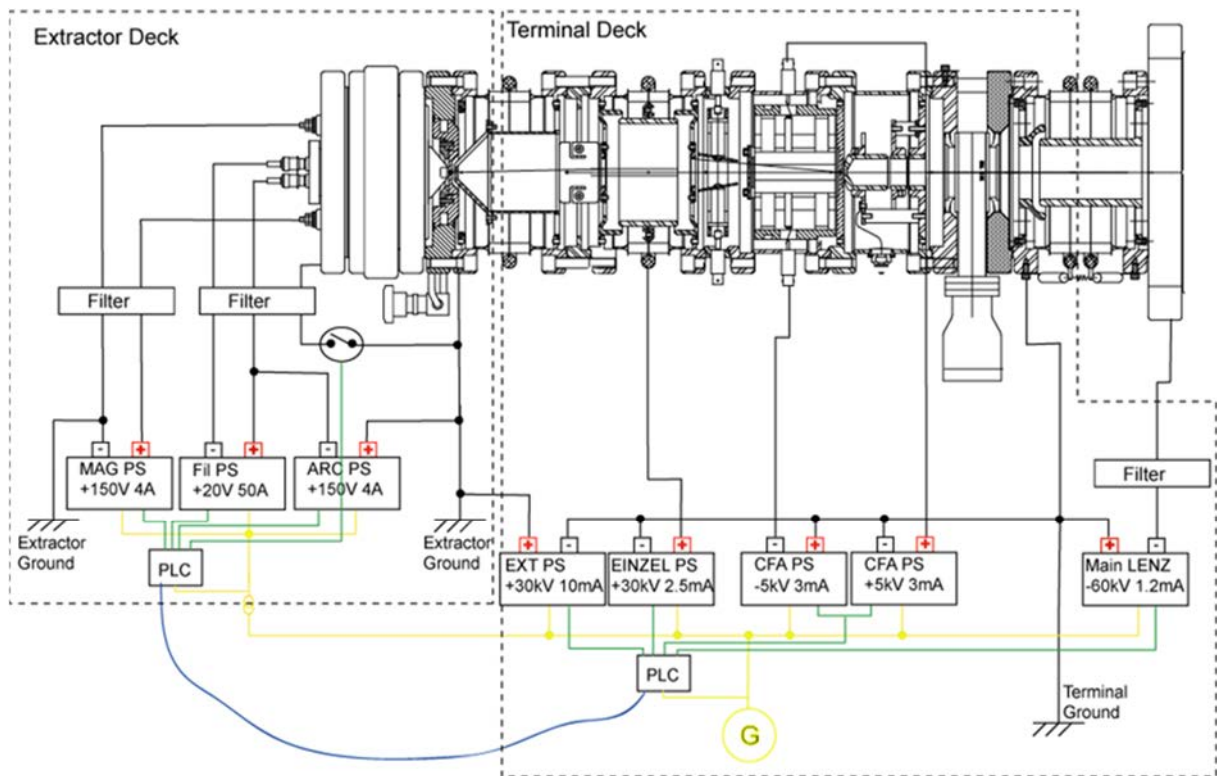 Extractor Deck
Terminal Deck
Filter
Filter
Filter
- + - + - +
MAG PS
+150V 4A
Fil PS
+20V 50A
ARC PS
+150V 4A
Extractor
Ground
Extractor
Ground
PLC
+ - - + - + - + + -
EXT PS
+30kV 10mA
EINZEL PS
+30kV 2.5mA
CFA PS
-5kV 3mA
CFA PS
+5kV 3mA
Main LENZ
-60kV 1.2mA
PLC
Terminal
Ground
G